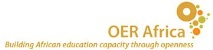 OER Africa
Building African education capacity through openness